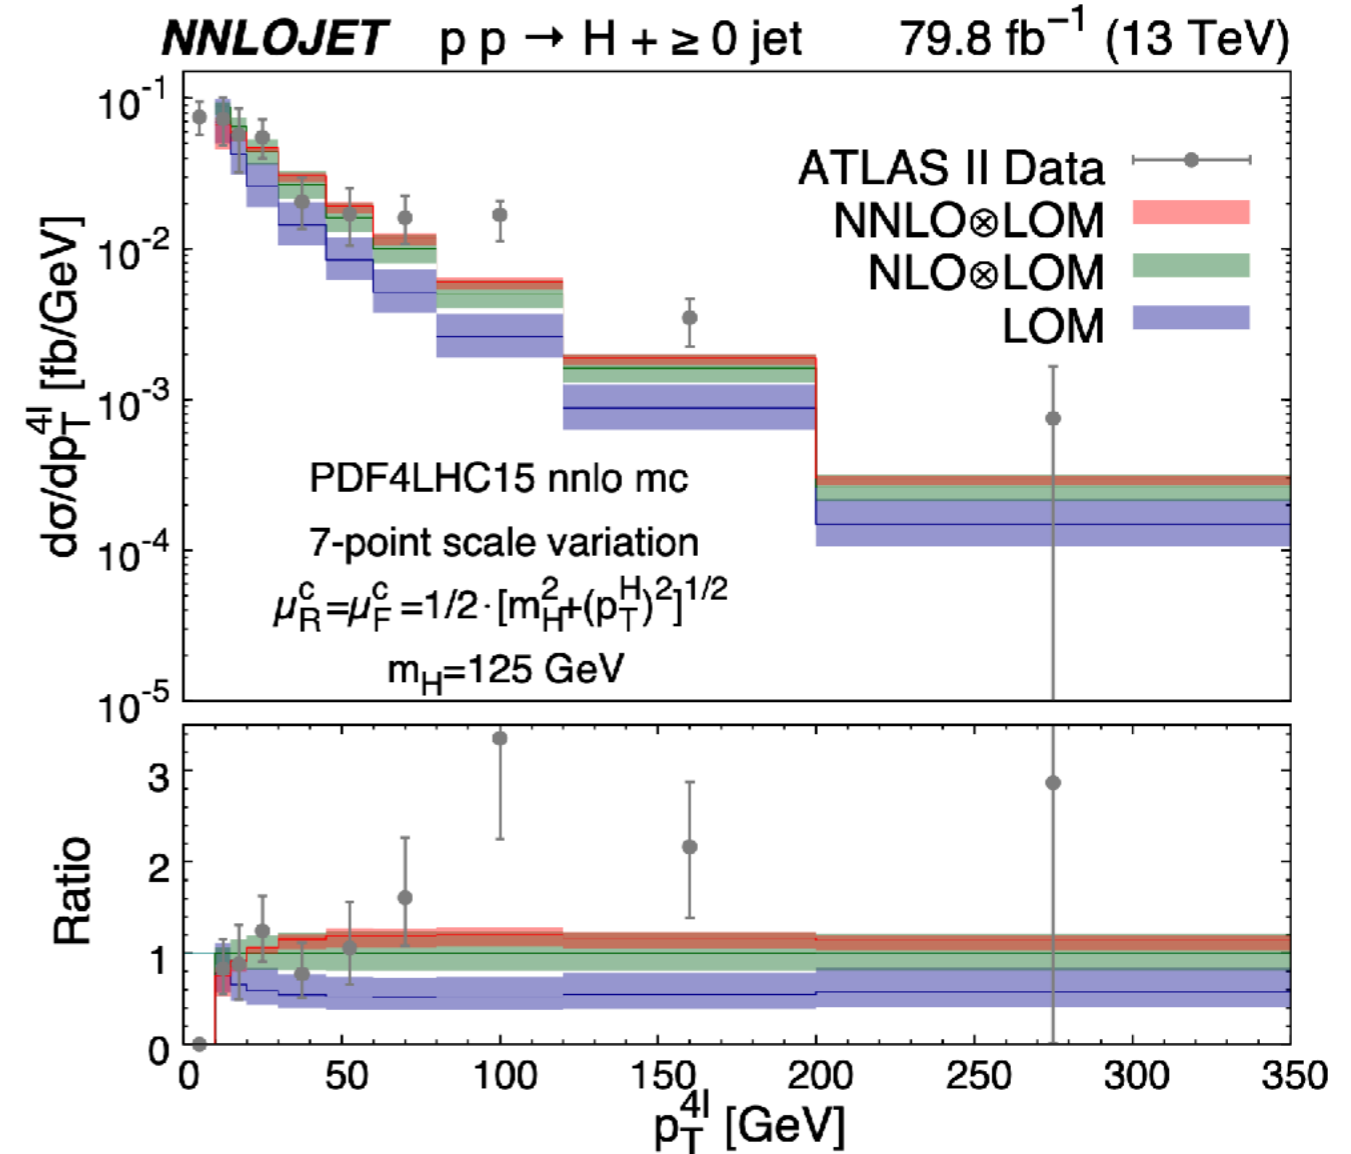 NNLOJET p p → H + ≥ 0 jet 79.8 fb⁻¹ (13 TeV)
10⁻¹
10⁻²
10⁻³
10⁻⁴
10⁻⁵
dσ/dp_T^4l [fb/GeV]
ATLAS II Data
NNLO⊗LOM
NLO⊗LOM
LOM
PDF4LHC15 nnlo mc
7-point scale variation
μ_R^c=μ_F^c=1/2·[m_H^2+(p_T^H)^2]^1/2
m_H=125 GeV
3
2
1
0
Ratio
0 50 100 150 200 250 300 350
p_T^4l [GeV]